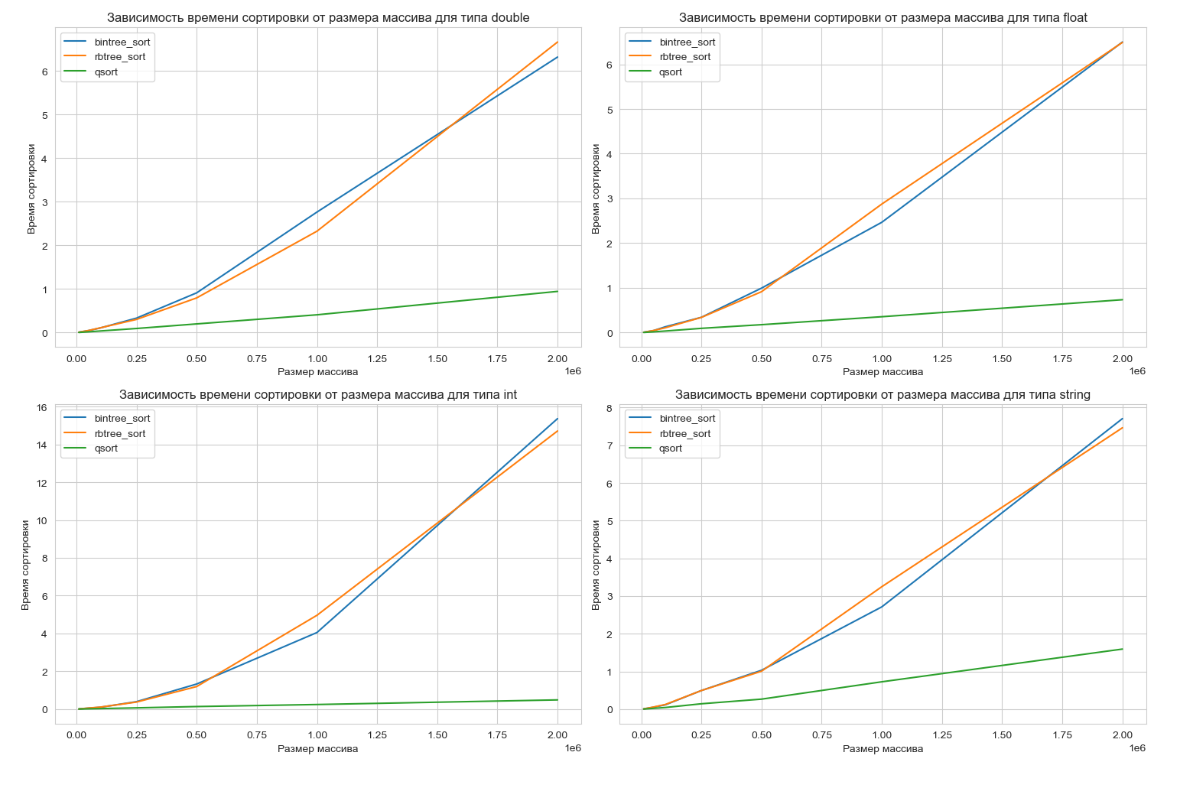 Зависимость времени сортировки от размера массива для типа double
bintree_sort
rbtree_sort
qsort
6
5
4
3
2
1
0
Время сортировки
0.00 0.25 0.50 0.75 1.00 1.25 1.50 1.75 2.00
Размер массива
1e6
Зависимость времени сортировки от размера массива для типа float
bintree_sort
rbtree_sort
qsort
6
5
4
3
2
1
0
Время сортировки
0.00 0.25 0.50 0.75 1.00 1.25 1.50 1.75 2.00
Размер массива
1e6
Зависимость времени сортировки от размера массива для типа int
bintree_sort
rbtree_sort
qsort
16
14
12
10
8
6
4
2
0
Время сортировки
0.00 0.25 0.50 0.75 1.00 1.25 1.50 1.75 2.00
Размер массива
1e6
Зависимость времени сортировки от размера массива для типа string
bintree_sort
rbtree_sort
qsort
8
7
6
5
4
3
2
1
0
Время сортировки
0.00 0.25 0.50 0.75 1.00 1.25 1.50 1.75 2.00
Размер массива
1e6